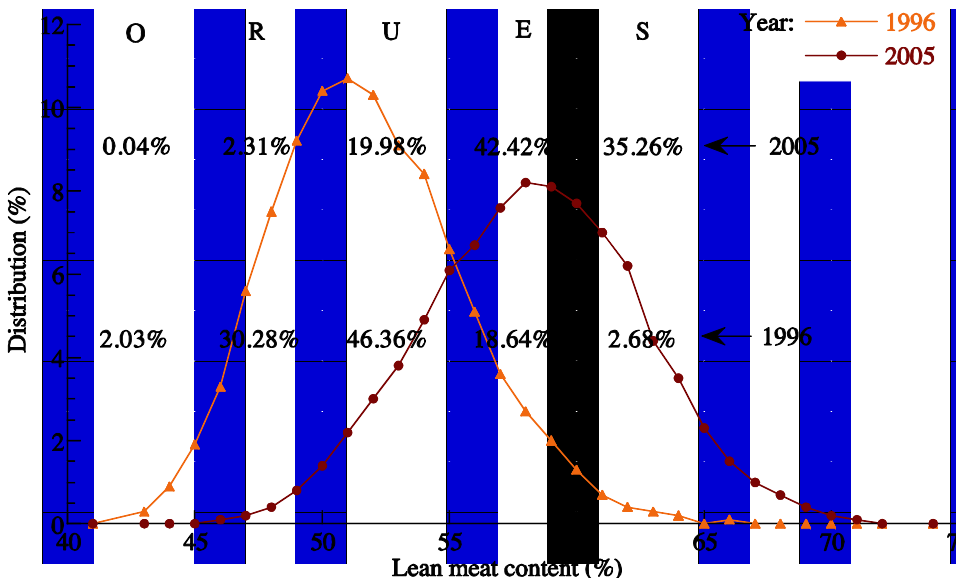 12
O R U E S
Year: 1996
2005
10
0.04% 2.31% 19.98% 42.42% 35.26% 2005
8
Distribution (%)
6
2.03% 30.28% 46.36% 18.64% 2.68% 1996
4
2
0
40 45 50 55 65 70
Lean meat content (%)